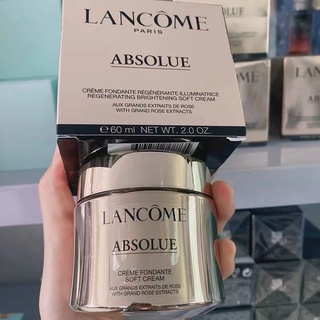 LANCÔME
PARIS
ABSOLUE
CRÈME FONDANTE RÉGÉNÉRANTE ILLUMINATRICE
REGENERATING BRIGHTENING SOFT CREAM
AUX GRANDS EXTRAITS DE ROSE
WITH GRAND ROSE EXTRACTS
e 60 ml NET WT. 2.0 OZ.
LANCÔME
ABSOLUE
CRÈME FONDANTE
SOFT CREAM
AUX GRANDS EXTRAITS DE ROSE
WITH GRAND ROSE EXTRACTS